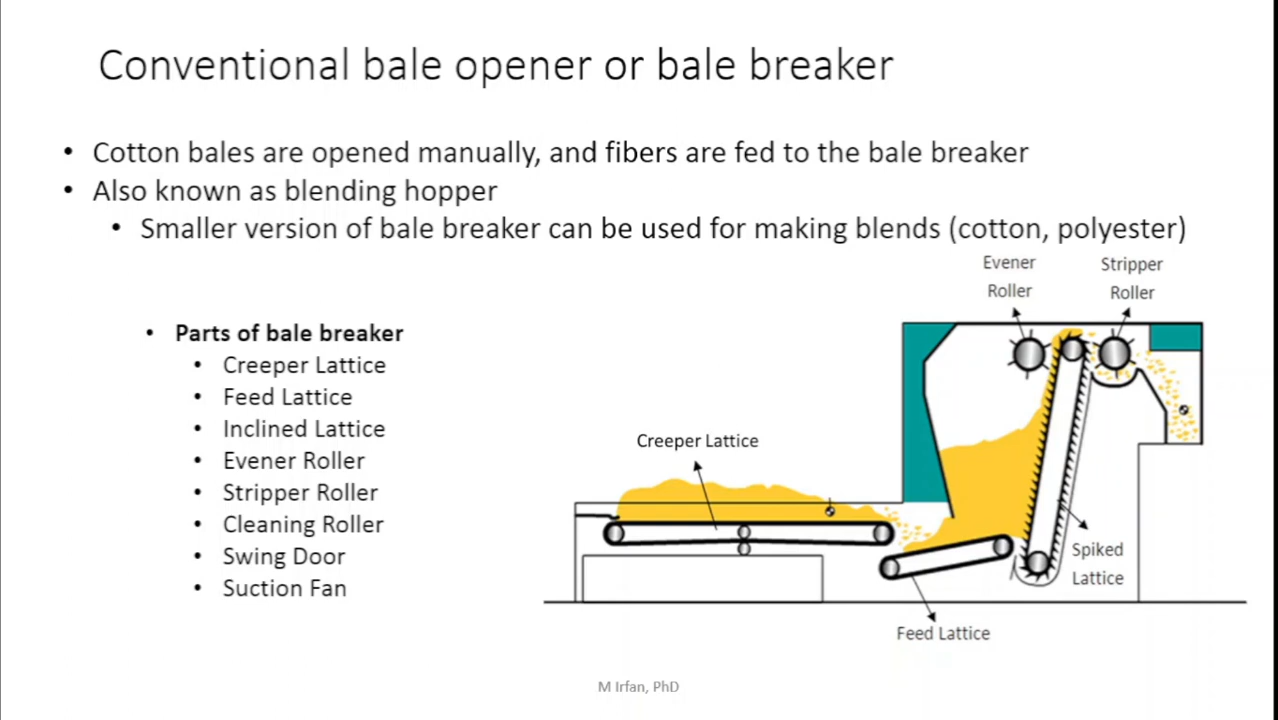 Conventional bale opener or bale breaker
• Cotton bales are opened manually, and fibers are fed to the bale breaker
• Also known as blending hopper
• Smaller version of bale breaker can be used for making blends (cotton, polyester)
• Parts of bale breaker
• Creeper Lattice
• Feed Lattice
• Inclined Lattice
• Evener Roller
• Stripper Roller
• Cleaning Roller
• Swing Door
• Suction Fan
Evener
Roller
Stripper
Roller
Creeper Lattice
Spiked
Lattice
Feed Lattice
M Irfan, PhD